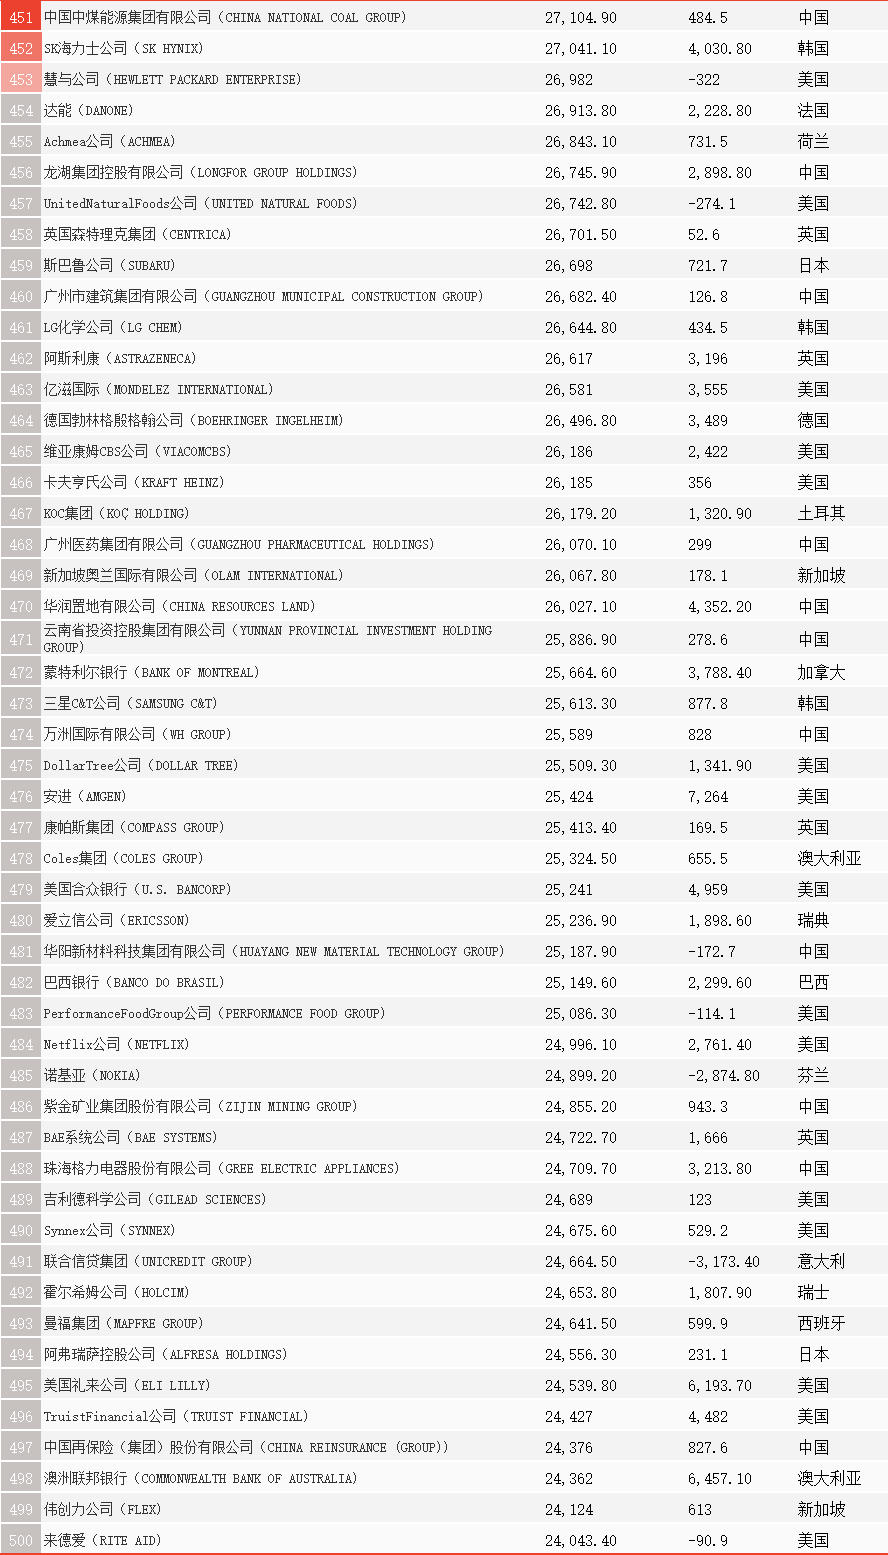 451 中国中煤能源集团有限公司（CHINA NATIONAL COAL GROUP） 27,104.90 484.5 中国
452 SK海力士公司（SK HYNIX） 27,041.10 4,030.80 韩国
453 慧与公司（HEWLETT PACKARD ENTERPRISE） 26,982 -322 美国
454 达能（DANONE） 26,913.80 2,228.80 法国
455 Achmea公司（ACHMEA） 26,843.10 731.5 荷兰
456 龙湖集团控股有限公司（LONGFOR GROUP HOLDINGS） 26,745.90 2,898.80 中国
457 UnitedNaturalFoods公司（UNITED NATURAL FOODS） 26,742.80 -274.1 美国
458 英国森特理克集团（CENTRICA） 26,701.50 52.6 英国
459 斯巴鲁公司（SUBARU） 26,698 721.7 日本
460 广州市建筑集团有限公司（GUANGZHOU MUNICIPAL CONSTRUCTION GROUP） 26,682.40 126.8 中国
461 LG化学公司（LG CHEM） 26,644.80 434.5 韩国
462 阿斯利康（ASTRAZENECA） 26,617 3,196 英国
463 亿滋国际（MONDELEZ INTERNATIONAL） 26,581 3,555 美国
464 德国勃林格殷格翰公司（BOEHRINGER INGELHEIM） 26,496.80 3,489 德国
465 维亚康姆CBS公司（VIACOMCBS） 26,186 2,422 美国
466 卡夫亨氏公司（KRAFT HEINZ） 26,185 356 美国
467 KOC集团（KOÇ HOLDING） 26,179.20 1,320.90 土耳其
468 广州医药集团有限公司（GUANGZHOU PHARMACEUTICAL HOLDINGS） 26,070.10 299 中国
469 新加坡奥兰国际有限公司（OLAM INTERNATIONAL） 26,067.80 178.1 新加坡
470 华润置地有限公司（CHINA RESOURCES LAND） 26,027.10 4,352.20 中国
471 云南省投资控股集团有限公司（YUNNAN PROVINCIAL INVESTMENT HOLDING
GROUP） 25,886.90 278.6 中国
472 蒙特利尔银行（BANK OF MONTREAL） 25,664.60 3,788.40 加拿大
473 三星C&T公司（SAMSUNG C&T） 25,613.30 877.8 韩国
474 万洲国际有限公司（WH GROUP） 25,589 828 中国
475 DollarTree公司（DOLLAR TREE） 25,509.30 1,341.90 美国
476 安进（AMGEN） 25,424 7,264 美国
477 康帕斯集团（COMPASS GROUP） 25,413.40 169.5 英国
478 Coles集团（COLES GROUP） 25,324.50 655.5 澳大利亚
479 美国合众银行（U.S. BANCORP） 25,241 4,959 美国
480 爱立信公司（ERICSSON） 25,236.90 1,898.60 瑞典
481 华阳新材料科技集团有限公司（HUAYANG NEW MATERIAL TECHNOLOGY GROUP） 25,187.90 -172.7 中国
482 巴西银行（BANCO DO BRASIL） 25,149.60 2,299.60 巴西
483 PerformanceFoodGroup公司（PERFORMANCE FOOD GROUP） 25,086.30 -114.1 美国
484 Netflix公司（NETFLIX） 24,996.10 2,761.40 美国
485 诺基亚（NOKIA） 24,899.20 -2,874.80 芬兰
486 紫金矿业集团股份有限公司（ZIJIN MINING GROUP） 24,855.20 943.3 中国
487 BAE系统公司（BAE SYSTEMS） 24,722.70 1,666 英国
488 珠海格力电器股份有限公司（GREE ELECTRIC APPLIANCES） 24,709.70 3,213.80 中国
489 吉利德科学公司（GILEAD SCIENCES） 24,689 123 美国
490 Synnex公司（SYNNEX） 24,675.60 529.2 美国
491 联合信贷集团（UNICREDIT GROUP） 24,664.50 -3,173.40 意大利
492 霍尔希姆公司（HOLCIM） 24,653.80 1,807.90 瑞士
493 曼福集团（MAPFRE GROUP） 24,641.50 599.9 西班牙
494 阿弗瑞萨控股公司（ALFRESA HOLDINGS） 24,556.30 231.1 日本
495 美国礼来公司（ELI LILLY） 24,539.80 6,193.70 美国
496 TruistFinancial公司（TRUIST FINANCIAL） 24,427 4,482 美国
497 中国再保险（集团）股份有限公司（CHINA REINSURANCE (GROUP)） 24,376 827.6 中国
498 澳洲联邦银行（COMMONWEALTH BANK OF AUSTRALIA） 24,362 6,457.10 澳大利亚
499 伟创力公司（FLEX） 24,124 613 新加坡
500 来德爱（RITE AID） 24,043.40 -90.9 美国